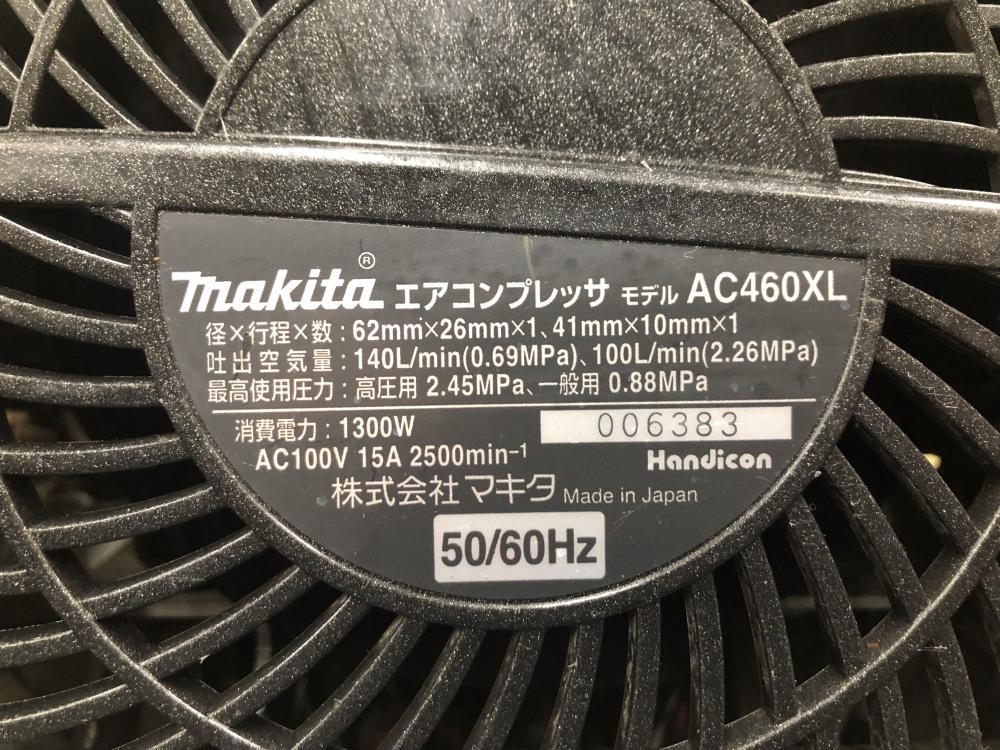 makita® エアコンプレッサ モデル AC460XL
径×行程×数：62mm×26mm×1、41mm×10mm×1
吐出空気量：140L/min(0.69MPa)、100L/min(2.26MPa)
最高使用圧力：高圧用 2.45MPa、一般用 0.88MPa
消費電力：1300W 006383
AC100V 15A 2500min⁻¹ Handicon
株式会社 マキタ Made in Japan
50/60Hz